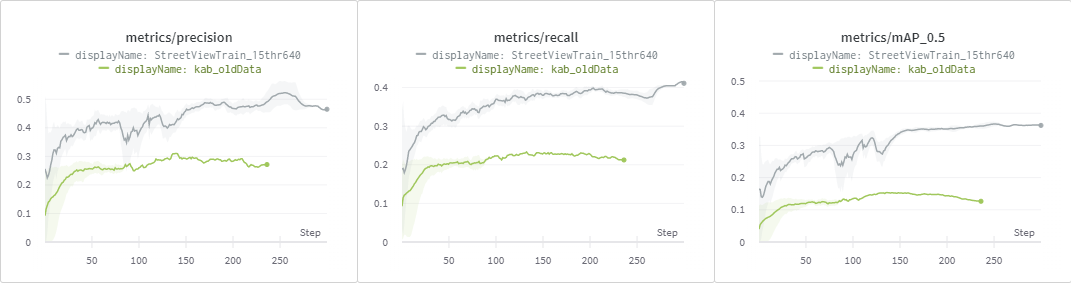 metrics/precision
displayName: StreetViewTrain_15thr640
displayName: kab_oldData
0.5
0.4
0.3
0.2
0.1
0
Step
50 100 150 200 250
metrics/recall
displayName: StreetViewTrain_15thr640
displayName: kab_oldData
0.4
0.3
0.2
0.1
0
Step
50 100 150 200 250
metrics/mAP_0.5
displayName: StreetViewTrain_15thr640
displayName: kab_oldData
0.5
0.4
0.3
0.2
0.1
0
Step
50 100 150 200 250